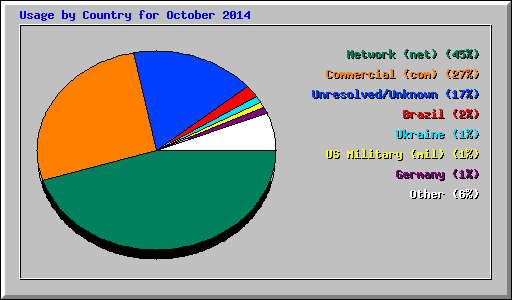 Usage by Country for October 2014
Network (net) (45%)
Commercial (com) (27%)
Unresolved/Unknown (17%)
Brazil (2%)
Ukraine (1%)
US Military (mil) (1%)
Germany (1%)
Other (6%)